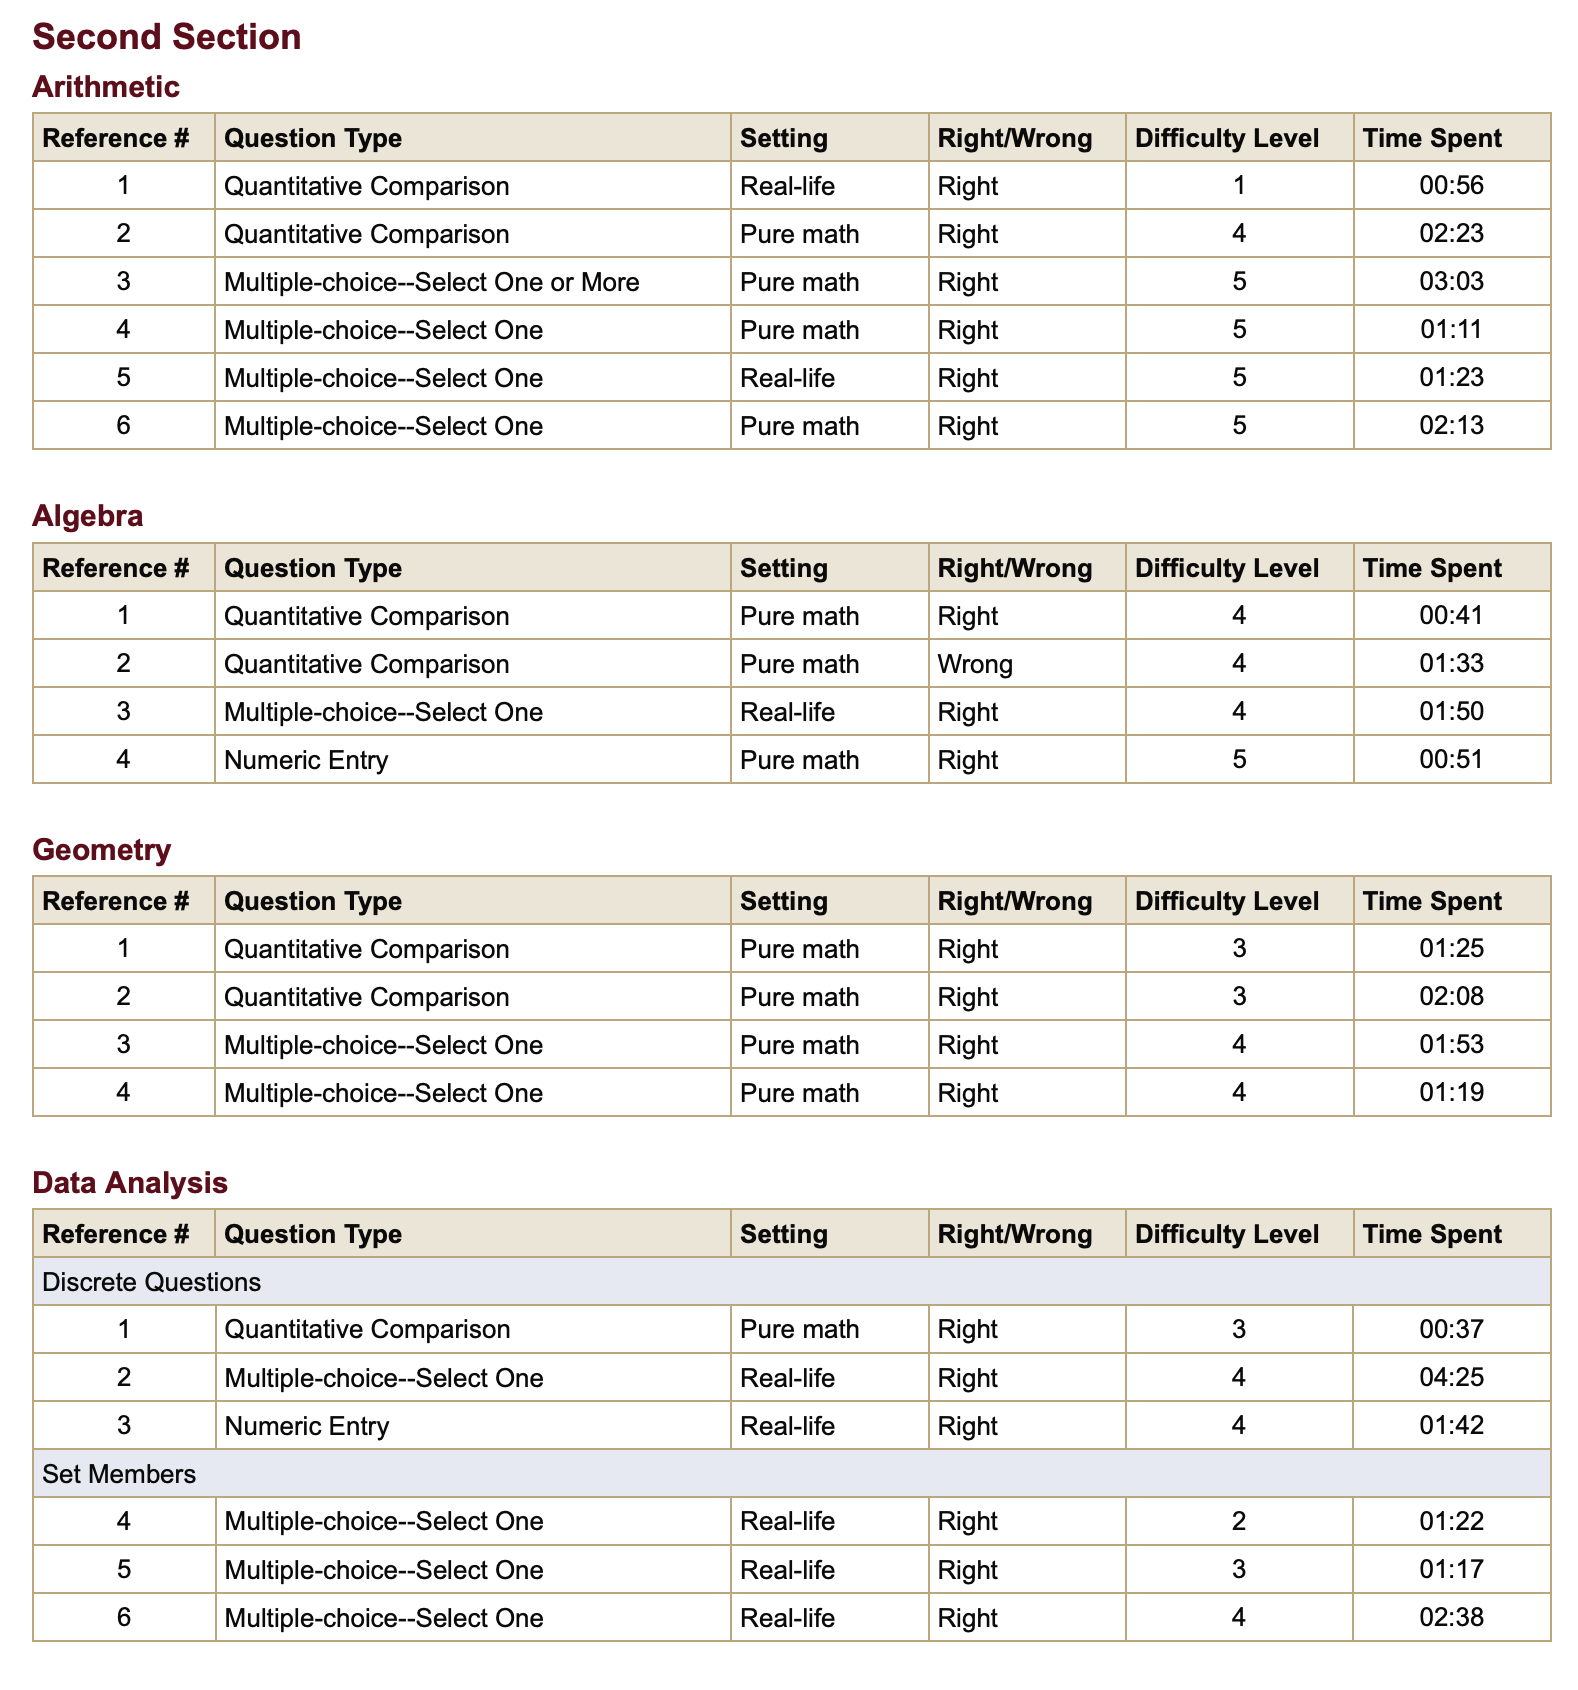 Second Section
Arithmetic
Reference # Question Type Setting Right/Wrong Difficulty Level Time Spent
1 Quantitative Comparison Real-life Right 1 00:56
2 Quantitative Comparison Pure math Right 4 02:23
3 Multiple-choice--Select One or More Pure math Right 5 03:03
4 Multiple-choice--Select One Pure math Right 5 01:11
5 Multiple-choice--Select One Real-life Right 5 01:23
6 Multiple-choice--Select One Pure math Right 5 02:13
Algebra
Reference # Question Type Setting Right/Wrong Difficulty Level Time Spent
1 Quantitative Comparison Pure math Right 4 00:41
2 Quantitative Comparison Pure math Wrong 4 01:33
3 Multiple-choice--Select One Real-life Right 4 01:50
4 Numeric Entry Pure math Right 5 00:51
Geometry
Reference # Question Type Setting Right/Wrong Difficulty Level Time Spent
1 Quantitative Comparison Pure math Right 3 01:25
2 Quantitative Comparison Pure math Right 3 02:08
3 Multiple-choice--Select One Pure math Right 4 01:53
4 Multiple-choice--Select One Pure math Right 4 01:19
Data Analysis
Reference # Question Type Setting Right/Wrong Difficulty Level Time Spent
Discrete Questions
1 Quantitative Comparison Pure math Right 3 00:37
2 Multiple-choice--Select One Real-life Right 4 04:25
3 Numeric Entry Real-life Right 4 01:42
Set Members
4 Multiple-choice--Select One Real-life Right 2 01:22
5 Multiple-choice--Select One Real-life Right 3 01:17
6 Multiple-choice--Select One Real-life Right 4 02:38